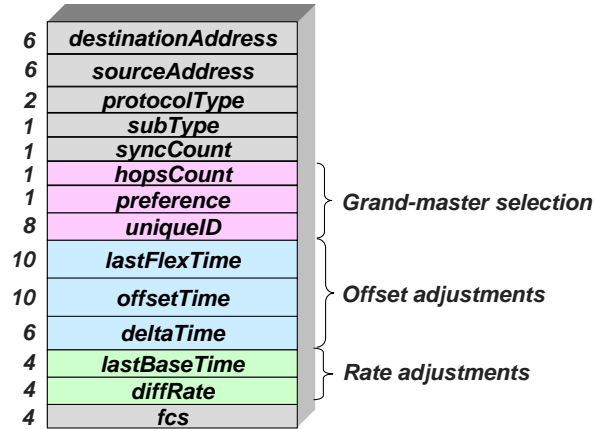 6 destinationAddress
6 sourceAddress
2 protocolType
1 subType
1 syncCount
1 hopsCount
1 preference
8 uniqueID
Grand-master selection
10 lastFlexTime
10 offsetTime
6 deltaTime
Offset adjustments
4 lastBaseTime
4 diffRate
Rate adjustments
4 fcs